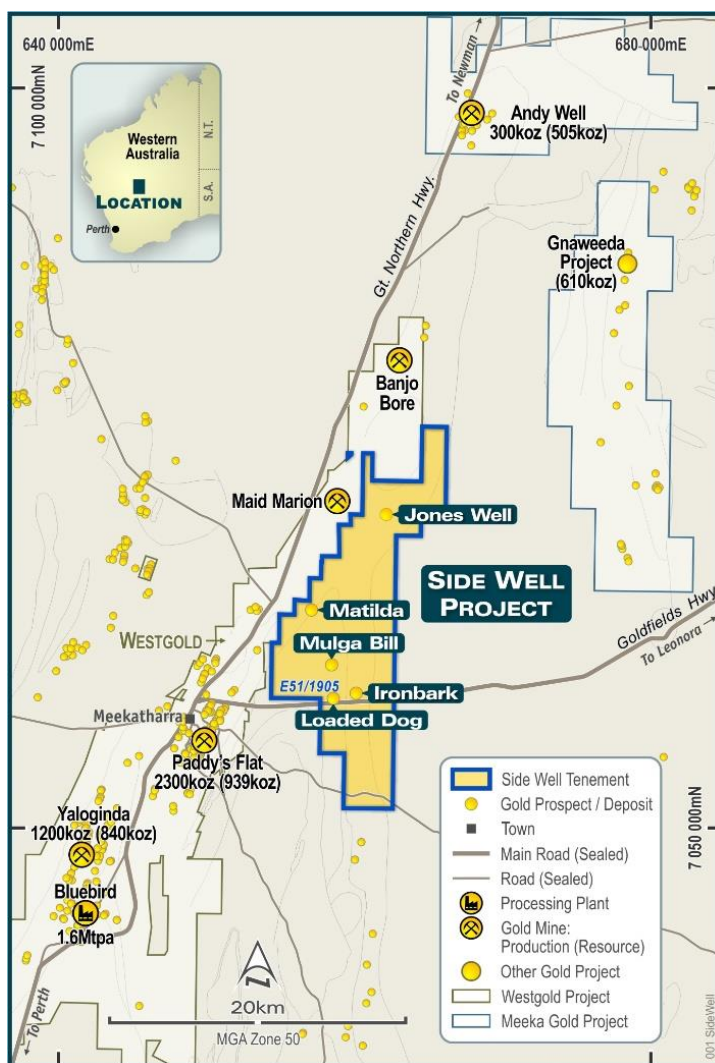 640 000mE
680 000mE
7 100 000mN
Western
Australia
N.T.
S.A.
LOCATION
Perth
To Newman
Andy Well
300koz (505koz)
Gt. Northern Hwy.
Gnaweeda
Project
(610koz)
Banjo
Bore
Maid Marion
Jones Well
SIDE WELL
PROJECT
Matilda
Goldfields Hwy
To Leonora
WESTGOLD
Mulga Bill
E51/1905
Ironbark
Loaded Dog
Meekatharra
Paddy's Flat
2300koz (939koz)
Yaloginda
1200koz (840koz)
Bluebird
1.6Mtpa
To Perth
7 050 000mN
20km
MGA Zone 50
Side Well Tenement
Gold Prospect / Deposit
Town
Main Road (Sealed)
Road (Sealed)
Processing Plant
Gold Mine:
Production (Resource)
Other Gold Project
Westgold Project
Meeka Gold Project
001 SideWell